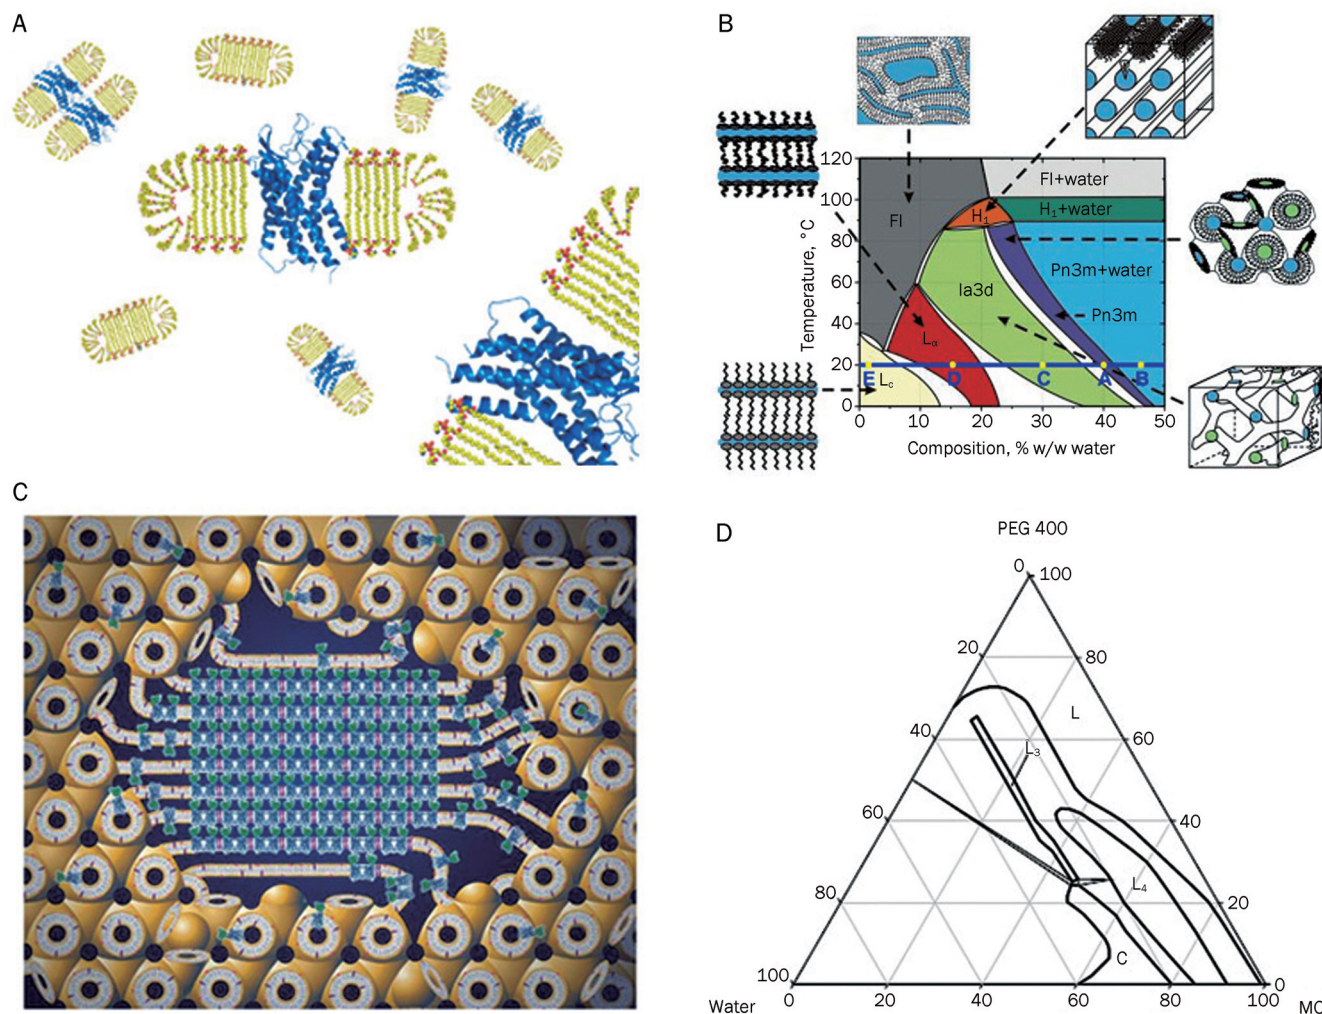 A
B
120
100
80
60
40
20
0
Temperature, °C
Fl
Fl+water
H₁
H₁+water
Pn3m+water
Ia3d
Pn3m
Lα
Lc
E
D
C
A
B
0
10
20
30
40
50
Composition, % w/w water
C
D
PEG 400
0
100
20
80
L
40
60
L₃
60
40
L₄
80
20
C
100
0
Water
0
20
40
60
80
100
MO